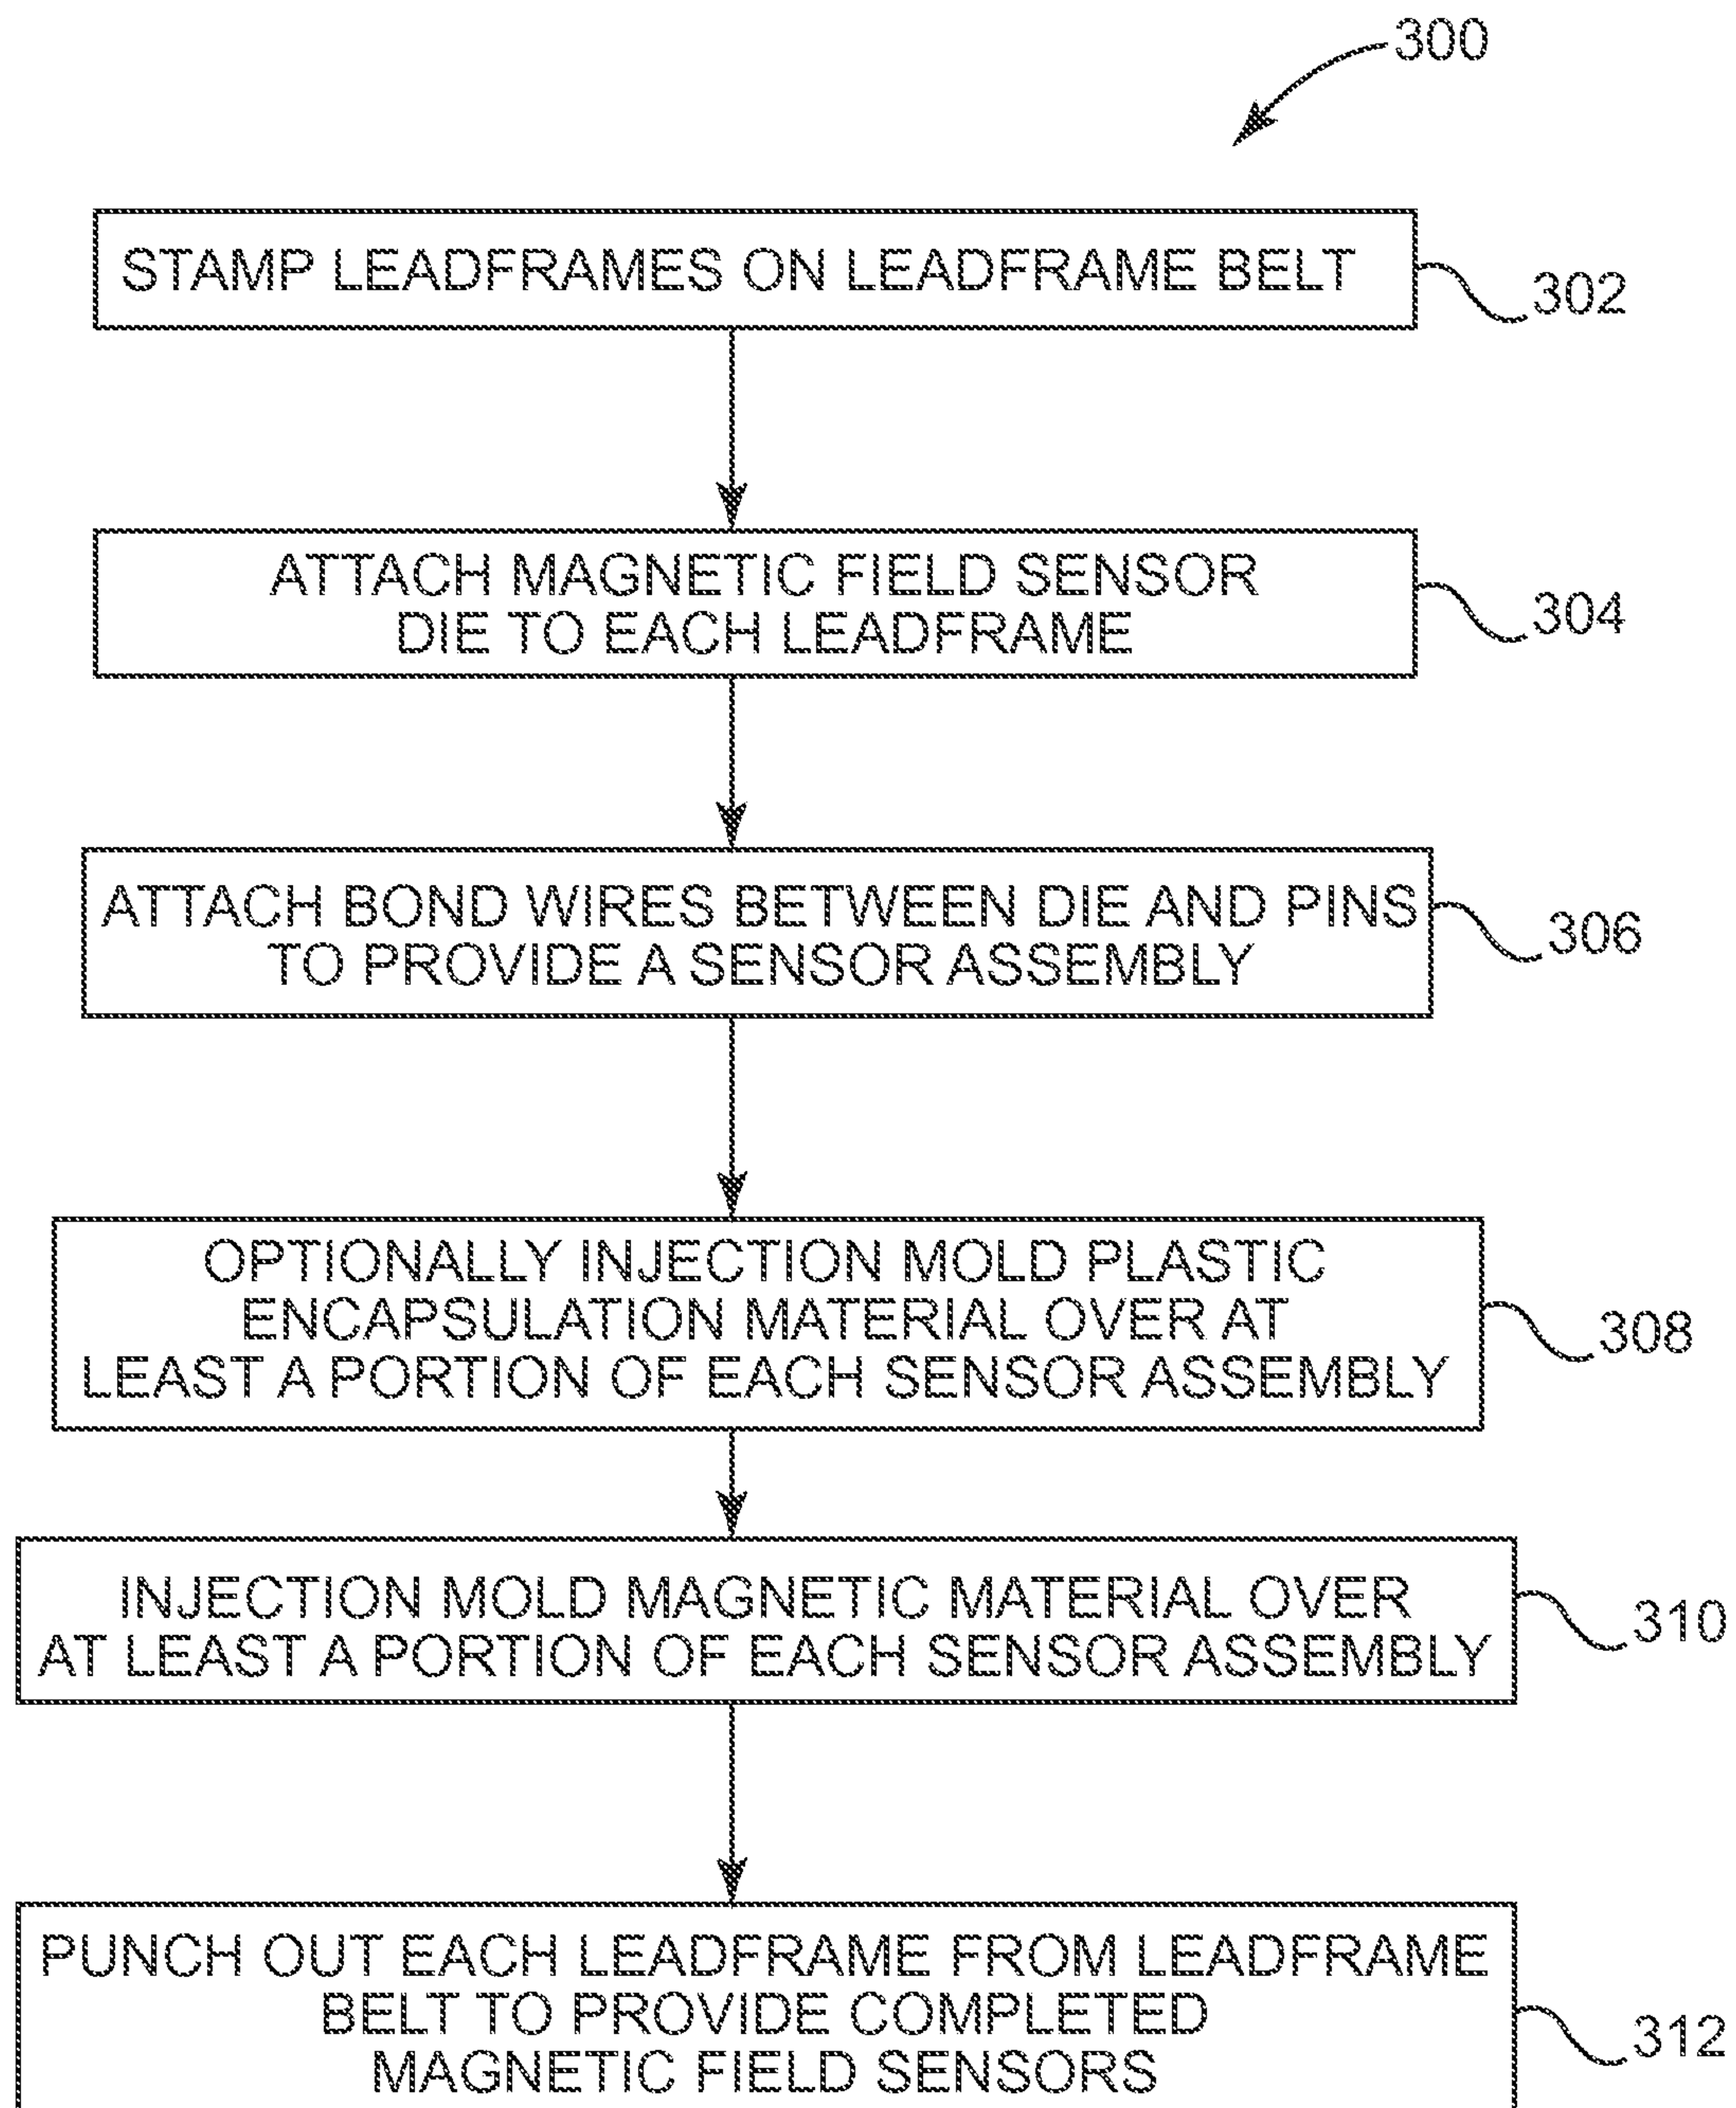 300
STAMP LEADFRAMES ON LEADFRAME BELT
302
ATTACH MAGNETIC FIELD SENSOR
DIE TO EACH LEADFRAME
304
ATTACH BOND WIRES BETWEEN DIE AND PINS
TO PROVIDE A SENSOR ASSEMBLY
306
OPTIONALLY INJECTION MOLD PLASTIC
ENCAPSULATION MATERIAL OVER AT
LEAST A PORTION OF EACH SENSOR ASSEMBLY
308
INJECTION MOLD MAGNETIC MATERIAL OVER
AT LEAST A PORTION OF EACH SENSOR ASSEMBLY
310
PUNCH OUT EACH LEADFRAME FROM LEADFRAME
BELT TO PROVIDE COMPLETED
MAGNETIC FIELD SENSORS
312